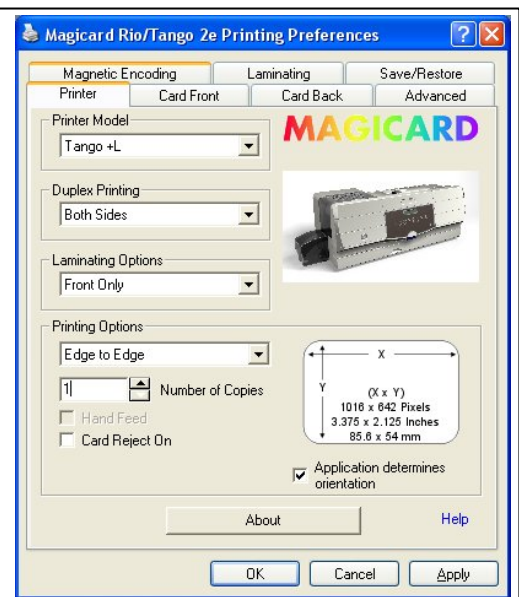 Magicard Rio/Tango 2e Printing Preferences
Magnetic Encoding Laminating Save/Restore
Printer Card Front Card Back Advanced
Printer Model
Tango +L
MAGICARD
Duplex Printing
Both Sides
Laminating Options
Front Only
Printing Options
Edge to Edge
1 Number of Copies
Hand Feed
Card Reject On
X
Y
(X x Y)
1016 x 642 Pixels
3.375 x 2.125 Inches
85.6 x 54 mm
Application determines
orientation
About
Help
OK Cancel Apply